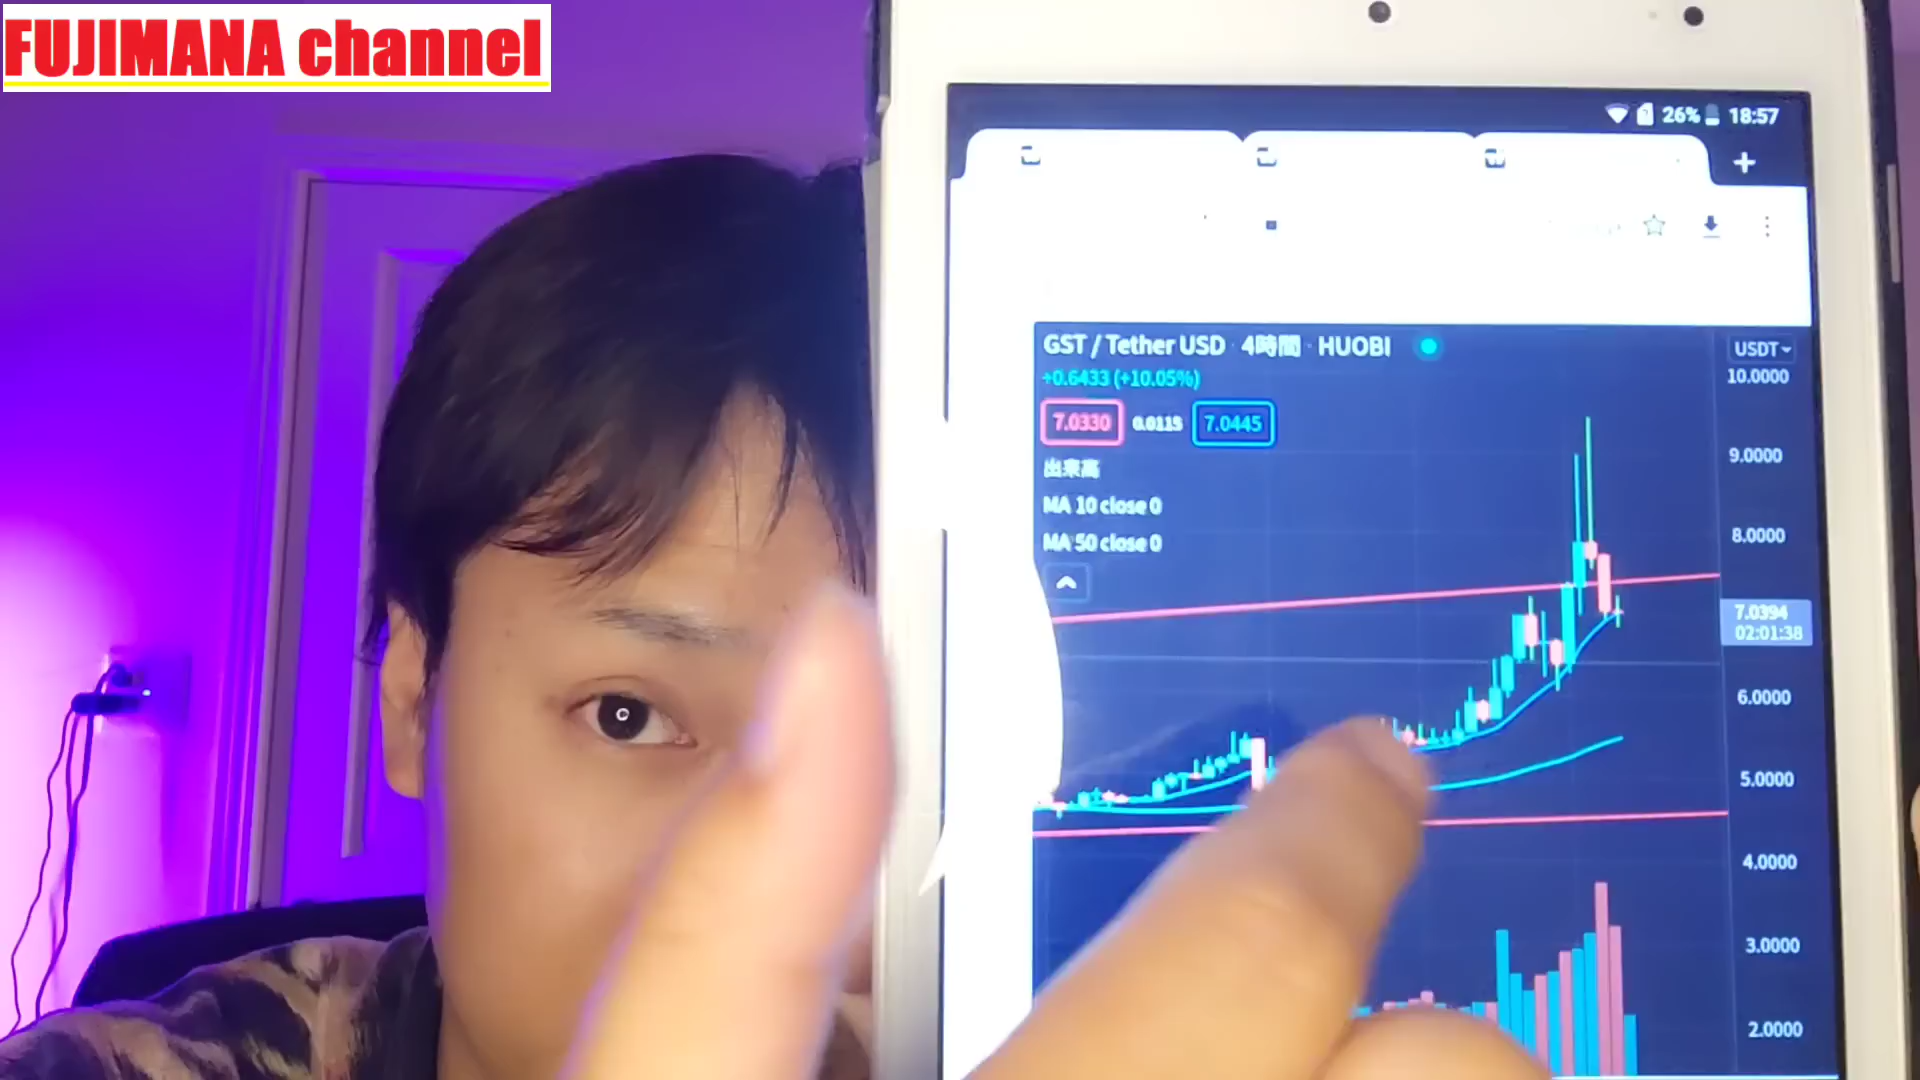 FUJIMANA channel
26% 18:57
GST / Tether USD · 4時間 · HUOBI
USDT
+0.6433 (+10.05%)
10.0000
7.0330 0.0115 7.0445
9.0000
出来高
MA 10 close 0
8.0000
MA 50 close 0
7.0394
02:01:38
6.0000
5.0000
4.0000
3.0000
2.0000